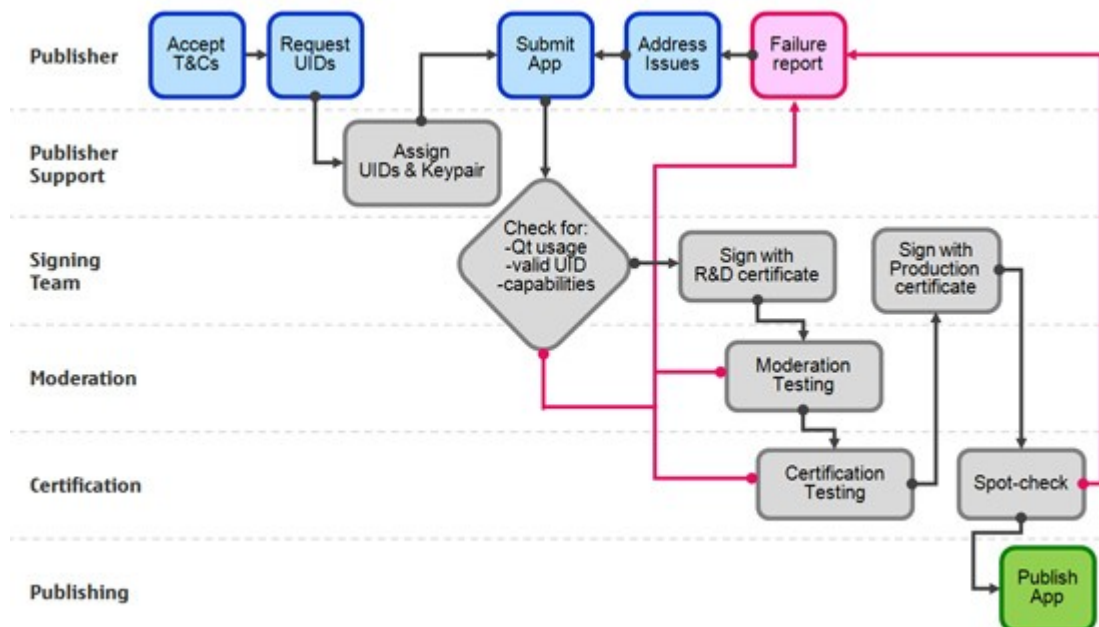 Publisher
Accept
T&Cs
Request
UIDs
Submit
App
Address
Issues
Failure
report
Publisher
Support
Assign
UIDs & Keypair
Signing
Team
Check for:
-Qt usage
-valid UID
-capabilities
Sign with
R&D certificate
Sign with
Production
certificate
Moderation
Moderation
Testing
Certification
Certification
Testing
Spot-check
Publishing
Publish
App